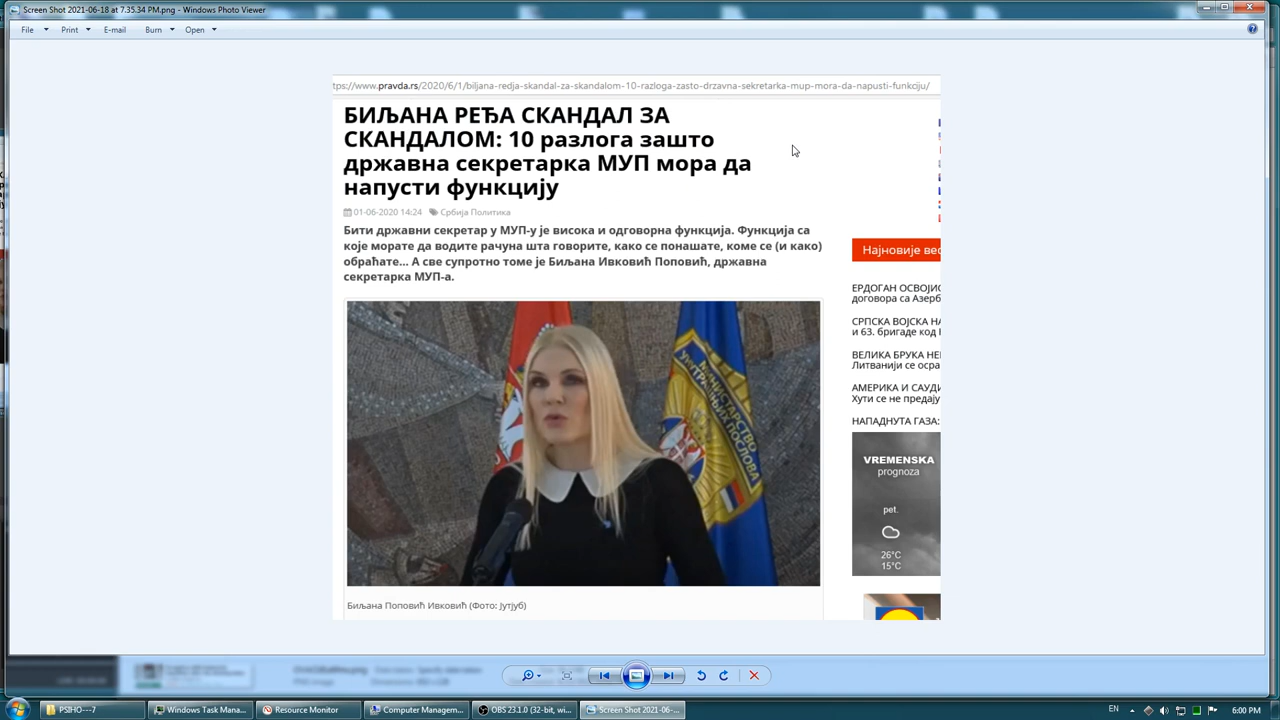 Screen Shot 2021-06-18 at 7.35.34 PM.png - Windows Photo Viewer
File Print E-mail Burn Open
tps://www.pravda.rs/2020/6/1/biljana-redja-skandal-za-skandalom-10-razloga-zasto-drzavna-sekretarka-mup-mora-da-napusti-funkciju/
БИЉАНА РЕЂА СКАНДАЛ ЗА
СКАНДАЛОМ: 10 разлога зашто
државна секретарка МУП мора да
напусти функцију
01-06-2020 14:24 Србија Политика
Бити државни секретар у МУП-у је висока и одговорна функција. Функција са
које морате да водите рачуна шта говорите, како се понашате, коме се (и како)
обраћате... А све супротно томе је Биљана Ивковић Поповић, државна
секретарка МУП-а.
МИНИСТАРСТВО
УНУТРАШЊИХ ПОСЛОВА
Биљана Поповић Ивковић (Фото: Јутјуб)
Најновије вес
ЕРДОГАН ОСВОЈИО
договора са Азерб
СРПСКА ВОЈСКА НА
и 63. бригаде код
ВЕЛИКА БРУКА НЕ
Литванији се осра
АМЕРИКА И САУДИ
Хути се не предају
НАПАДНУТА ГАЗА:
VREMENSKA
prognoza
pet.
26°C
15°C
PSIHO---7
Windows Task Mana...
Resource Monitor
Computer Managem...
OBS 23.1.0 (32-bit, wi...
Screen Shot 2021-06-...
EN
6:00 PM